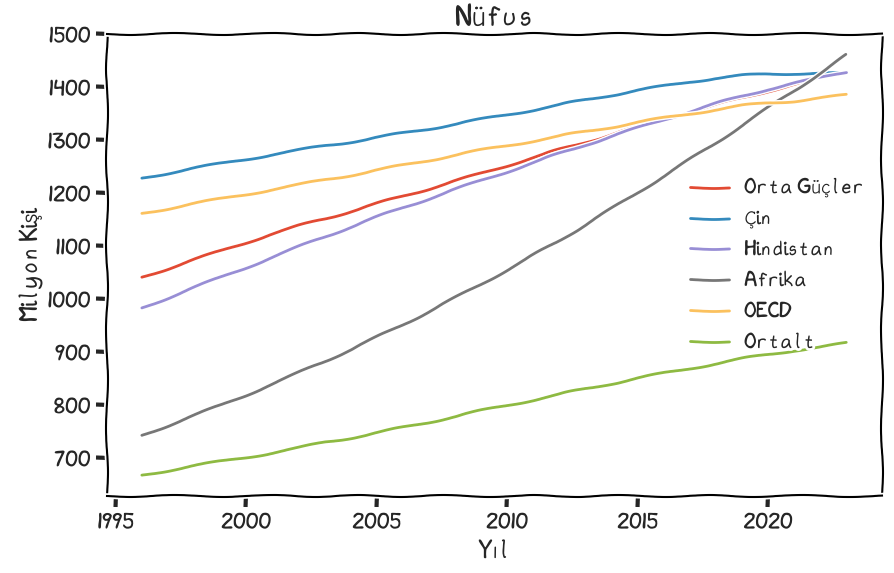 Nüfus
1500
1400
1300
1200
1100
1000
900
800
700
Milyon Kişi
Orta Güçler
Çin
Hindistan
Afrika
OECD
Ortalt
1995 2000 2005 2010 2015 2020
Yıl